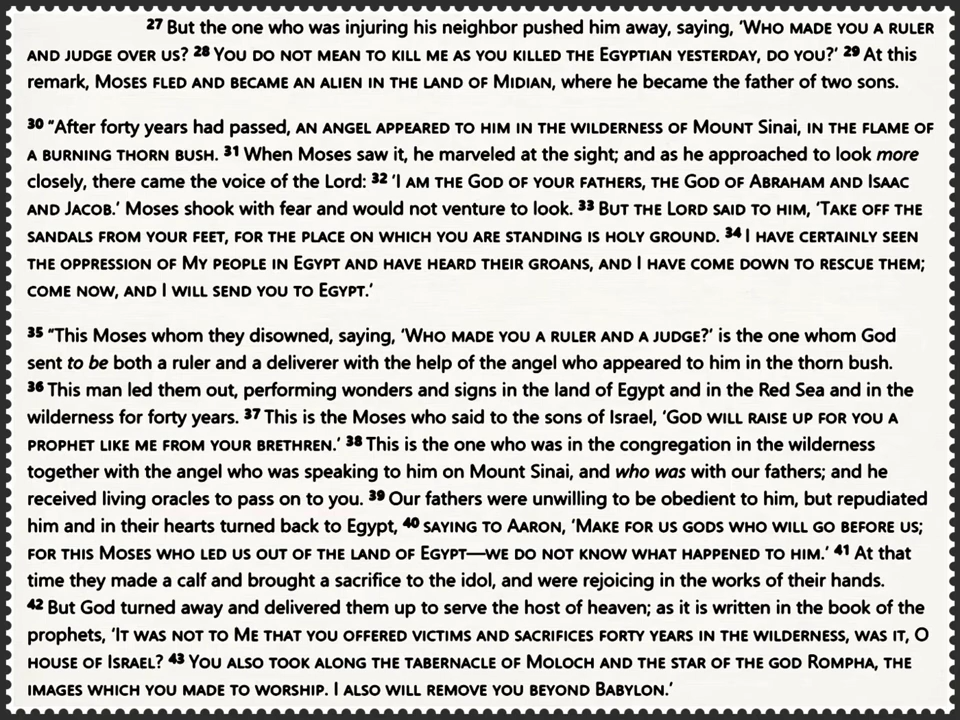 27 But the one who was injuring his neighbor pushed him away, saying, ‘WHO MADE YOU A RULER
AND JUDGE OVER US? 28 YOU DO NOT MEAN TO KILL ME AS YOU KILLED THE EGYPTIAN YESTERDAY, DO YOU?’ 29 At this
remark, MOSES FLED AND BECAME AN ALIEN IN THE LAND OF MIDIAN, where he became the father of two sons.
30 “After forty years had passed, AN ANGEL APPEARED TO HIM IN THE WILDERNESS OF MOUNT Sinai, IN THE FLAME OF
A BURNING THORN BUSH. 31 When Moses saw it, he marveled at the sight; and as he approached to look more
closely, there came the voice of the Lord: 32 ‘I AM THE GOD OF YOUR FATHERS, THE GOD OF ABRAHAM AND ISAAC
AND JACOB.’ Moses shook with fear and would not venture to look. 33 BUT THE LORD SAID TO HIM, ‘TAKE OFF THE
SANDALS FROM YOUR FEET, FOR THE PLACE ON WHICH YOU ARE STANDING IS HOLY GROUND. 34 I HAVE CERTAINLY SEEN
THE OPPRESSION OF MY PEOPLE IN EGYPT AND HAVE HEARD THEIR GROANS, AND I HAVE COME DOWN TO RESCUE THEM;
COME NOW, AND I WILL SEND YOU TO EGYPT.’
35 “This Moses whom they disowned, saying, ‘WHO MADE YOU A RULER AND A JUDGE?’ is the one whom God
sent to be both a ruler and a deliverer with the help of the angel who appeared to him in the thorn bush.
36 This man led them out, performing wonders and signs in the land of Egypt and in the Red Sea and in the
wilderness for forty years. 37 This is the Moses who said to the sons of Israel, ‘GOD WILL RAISE UP FOR YOU A
PROPHET LIKE ME FROM YOUR BRETHREN.’ 38 This is the one who was in the congregation in the wilderness
together with the angel who was speaking to him on Mount Sinai, and who was with our fathers; and he
received living oracles to pass on to you. 39 Our fathers were unwilling to be obedient to him, but repudiated
him and in their hearts turned back to Egypt, 40 SAYING TO AARON, ‘MAKE FOR US GODS WHO WILL GO BEFORE US;
FOR THIS MOSES WHO LED US OUT OF THE LAND OF EGYPT—WE DO NOT KNOW WHAT HAPPENED TO HIM.’ 41 At that
time they made a calf and brought a sacrifice to the idol, and were rejoicing in the works of their hands.
42 But God turned away and delivered them up to serve the host of heaven; as it is written in the book of the
prophets, ‘IT WAS NOT TO ME THAT YOU OFFERED VICTIMS AND SACRIFICES FORTY YEARS IN THE WILDERNESS, WAS IT, O
HOUSE OF ISRAEL? 43 YOU ALSO TOOK ALONG THE TABERNACLE OF MOLOCH AND THE STAR OF THE GOD ROMPHA, THE
IMAGES WHICH YOU MADE TO WORSHIP. I ALSO WILL REMOVE YOU BEYOND BABYLON.’